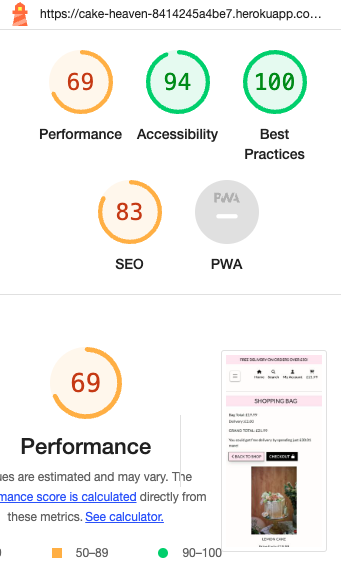 https://cake-heaven-8414245a4be7.herokuapp.co…
69
94
100
Performance
Accessibility
Best
Practices
83
PWA
SEO
PWA
69
Performance
ues are estimated and may vary. The
mance score is calculated directly from
these metrics. See calculator.
50–89
90–100
FREE DELIVERY ON ORDERS OVER £50
Home
Search
My Account
£21.99
SHOPPING BAG
Bag Total: £19.99
GRAND TOTAL: £21.99
You could get free delivery by spending just £30.01
more!
BACK TO SHOP
CHECKOUT
LEMON CAKE